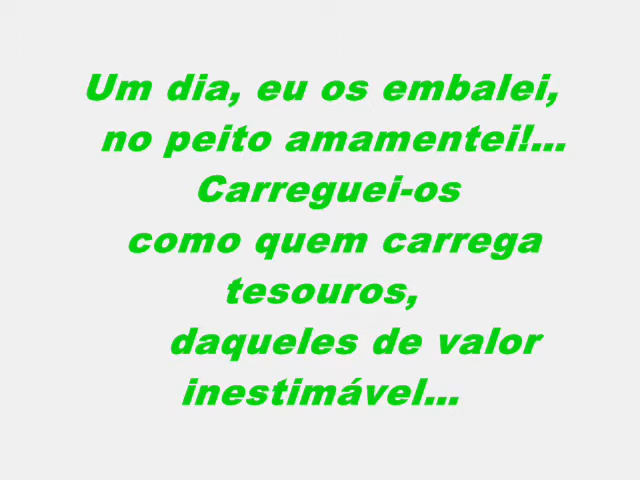 Um dia, eu os embalei,
no peito amamentei!...
Carreguei-os
como quem carrega
tesouros,
daqueles de valor
inestimável...